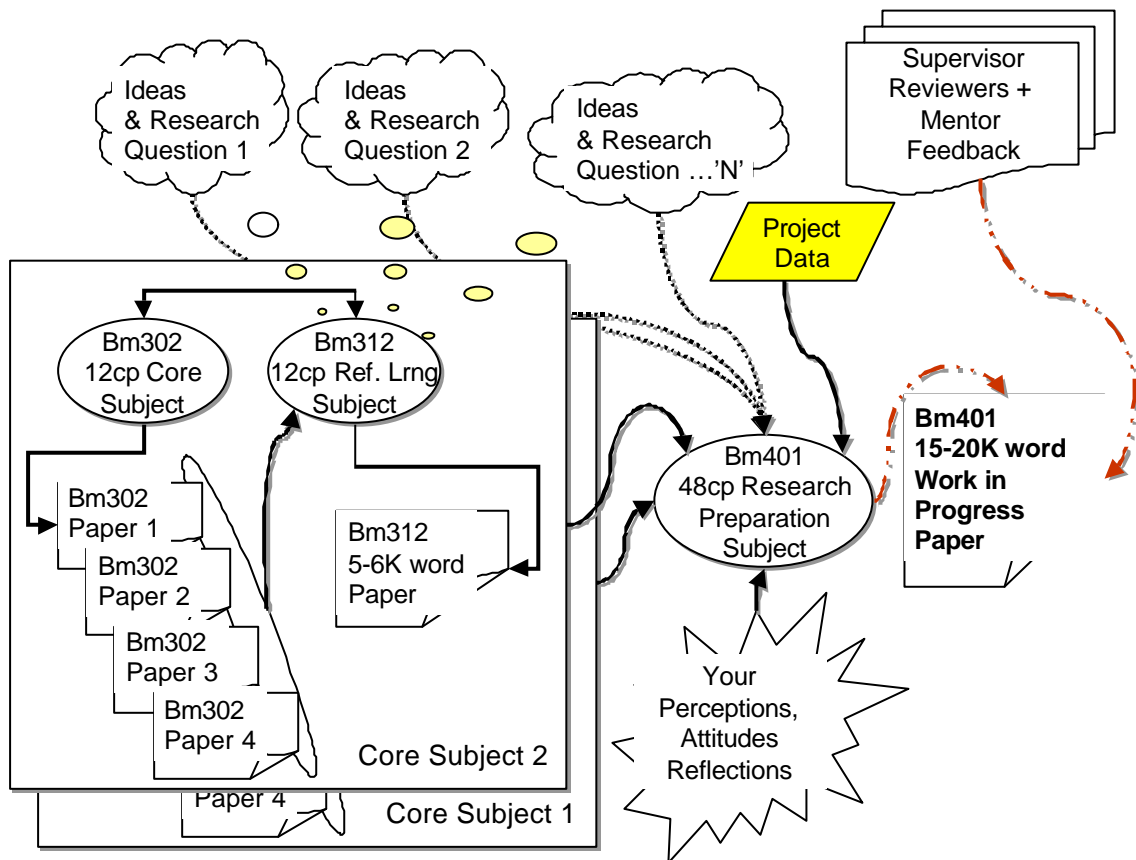 Ideas
& Research
Question 1
Ideas
& Research
Question 2
Ideas
& Research
Question ...'N'
Supervisor
Reviewers +
Mentor
Feedback
Project
Data
Bm302
12cp Core
Subject
Bm312
12cp Ref. Lrng
Subject
Bm401
48cp Research
Preparation
Subject
Bm401
15-20K word
Work in
Progress
Paper
Bm302
Paper 1
Bm302
Paper 2
Bm302
Paper 3
Bm302
Paper 4
Bm312
5-6K word
Paper
Your
Perceptions,
Attitudes
Reflections
Core Subject 2
Paper 4
Core Subject 1